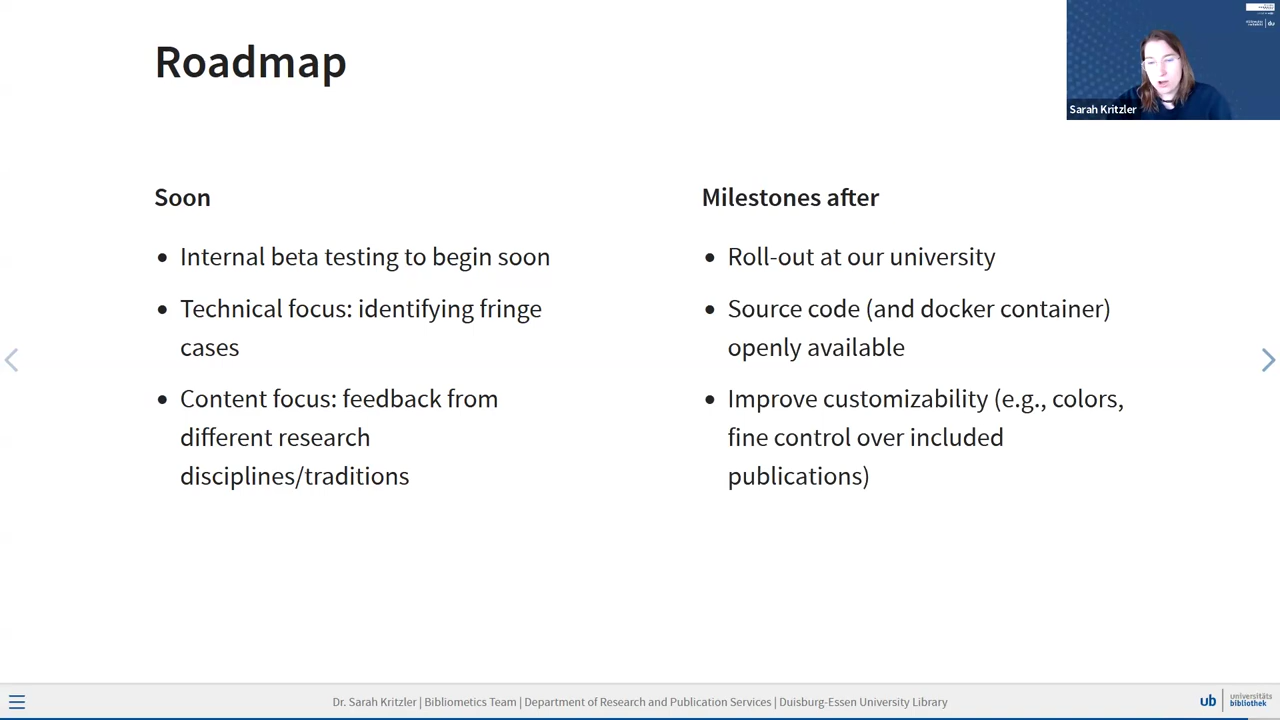 Roadmap
Sarah Kritzler
Soon
• Internal beta testing to begin soon
• Technical focus: identifying fringe
cases
• Content focus: feedback from
different research
disciplines/traditions
Milestones after
• Roll-out at our university
• Source code (and docker container)
openly available
• Improve customizability (e.g., colors,
fine control over included
publications)
Dr. Sarah Kritzler | Bibliometics Team | Department of Research and Publication Services | Duisburg-Essen University Library
ub | universitäts
bibliothek